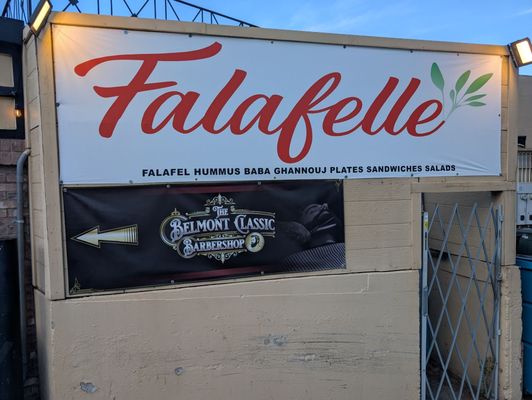 Falafelle
FALAFEL HUMMUS BABA GHANNOUJ PLATES SANDWICHES SALADS
The
BELMONT CLASSIC
BARBERSHOP